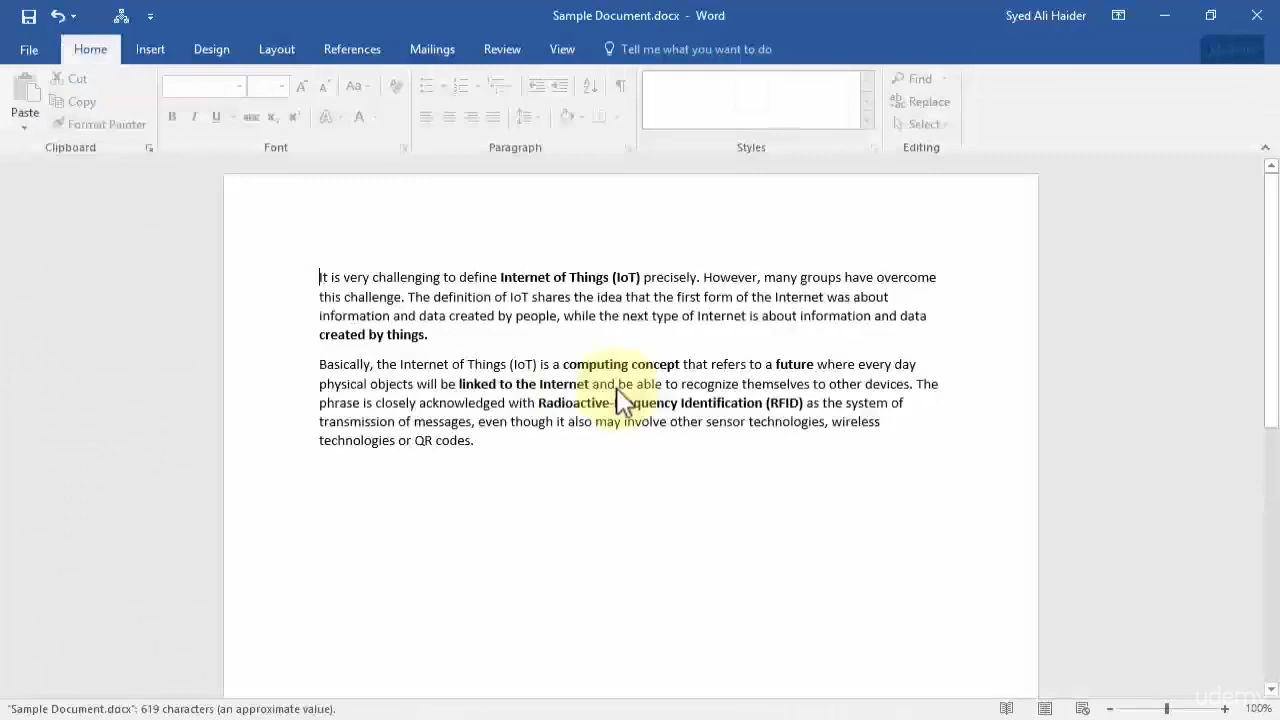 Sample Document.docx - Word
Syed Ali Haider
File Home Insert Design Layout References Mailings Review View Tell me what you want to do
Paste
Cut
Copy
Format Painter
Clipboard
Aa
B I U abc x x A A
Font
Paragraph
Styles
Find
Replace
Select
Editing
It is very challenging to define Internet of Things (IoT) precisely. However, many groups have overcome
this challenge. The definition of IoT shares the idea that the first form of the Internet was about
information and data created by people, while the next type of Internet is about information and data
created by things.
Basically, the Internet of Things (IoT) is a computing concept that refers to a future where every day
physical objects will be linked to the Internet and be able to recognize themselves to other devices. The
phrase is closely acknowledged with Identification (RFID) as the system of
transmission of messages, even though it also may involve other sensor technologies, wireless
technologies or QR codes.
"Sample Document.docx": 619 characters (an approximate value).
100%
udemy